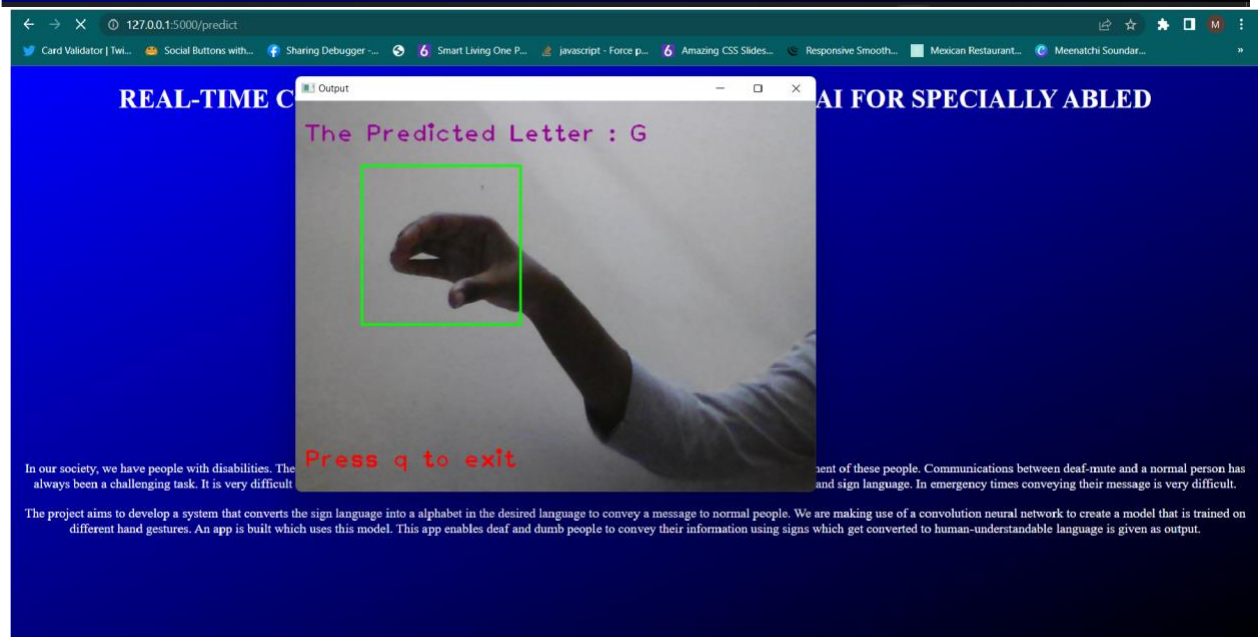 127.0.0.1:5000/predict
M
Card Validator | Twi... Social Buttons with... Sharing Debugger -... 6 Smart Living One P... javascript - Force p... 6 Amazing CSS Slides... Responsive Smooth... Mexican Restaurant... Meenatchi Soundar... »
Output
REAL-TIME C AI FOR SPECIALLY ABLED
The Predicted Letter : G
Press q to exit
In our society, we have people with disabilities. The nent of these people. Communications between deaf-mute and a normal person has
always been a challenging task. It is very difficult and sign language. In emergency times conveying their message is very difficult.
The project aims to develop a system that converts the sign language into a alphabet in the desired language to convey a message to normal people. We are making use of a convolution neural network to create a model that is trained on
different hand gestures. An app is built which uses this model. This app enables deaf and dumb people to convey their information using signs which get converted to human-understandable language is given as output.